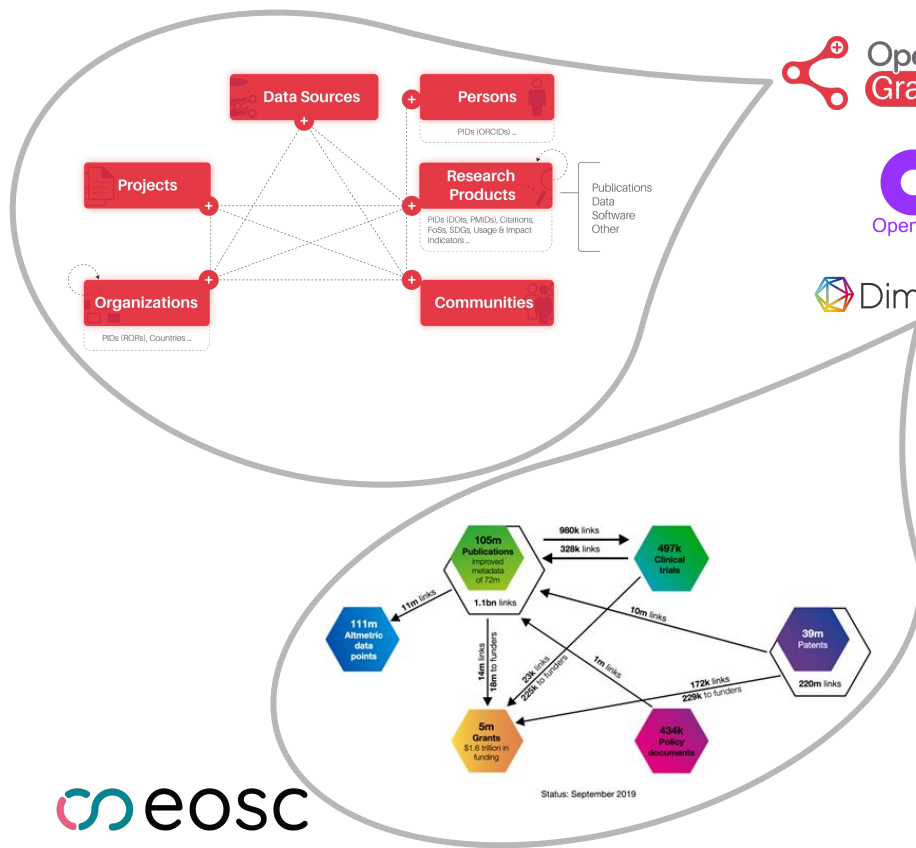 Data Sources
Persons
PIDs (ORCIDs) ...
Projects
Research
Products
PIDs (DOIs, PMIDs), Citations,
FoSs, SDGs, Usage & Impact
Indicators ...
Publications
Data
Software
Other
Organizations
PIDs (RORs), Countries ...
Communities
Ope
Gra
Open
Dim
105m
Publications
improved
metadata
of 72m
1.1bn links
980k links
328k links
497k
Clinical
trials
11m links
111m
Altmetric
data
points
10m links
39m
Patents
220m links
14m links
18m to funders
23k links
225k to funders
1m links
172k links
229k to funders
5m
Grants
$1.6 trillion in
funding
434k
Policy
documents
Status: September 2019
eosc